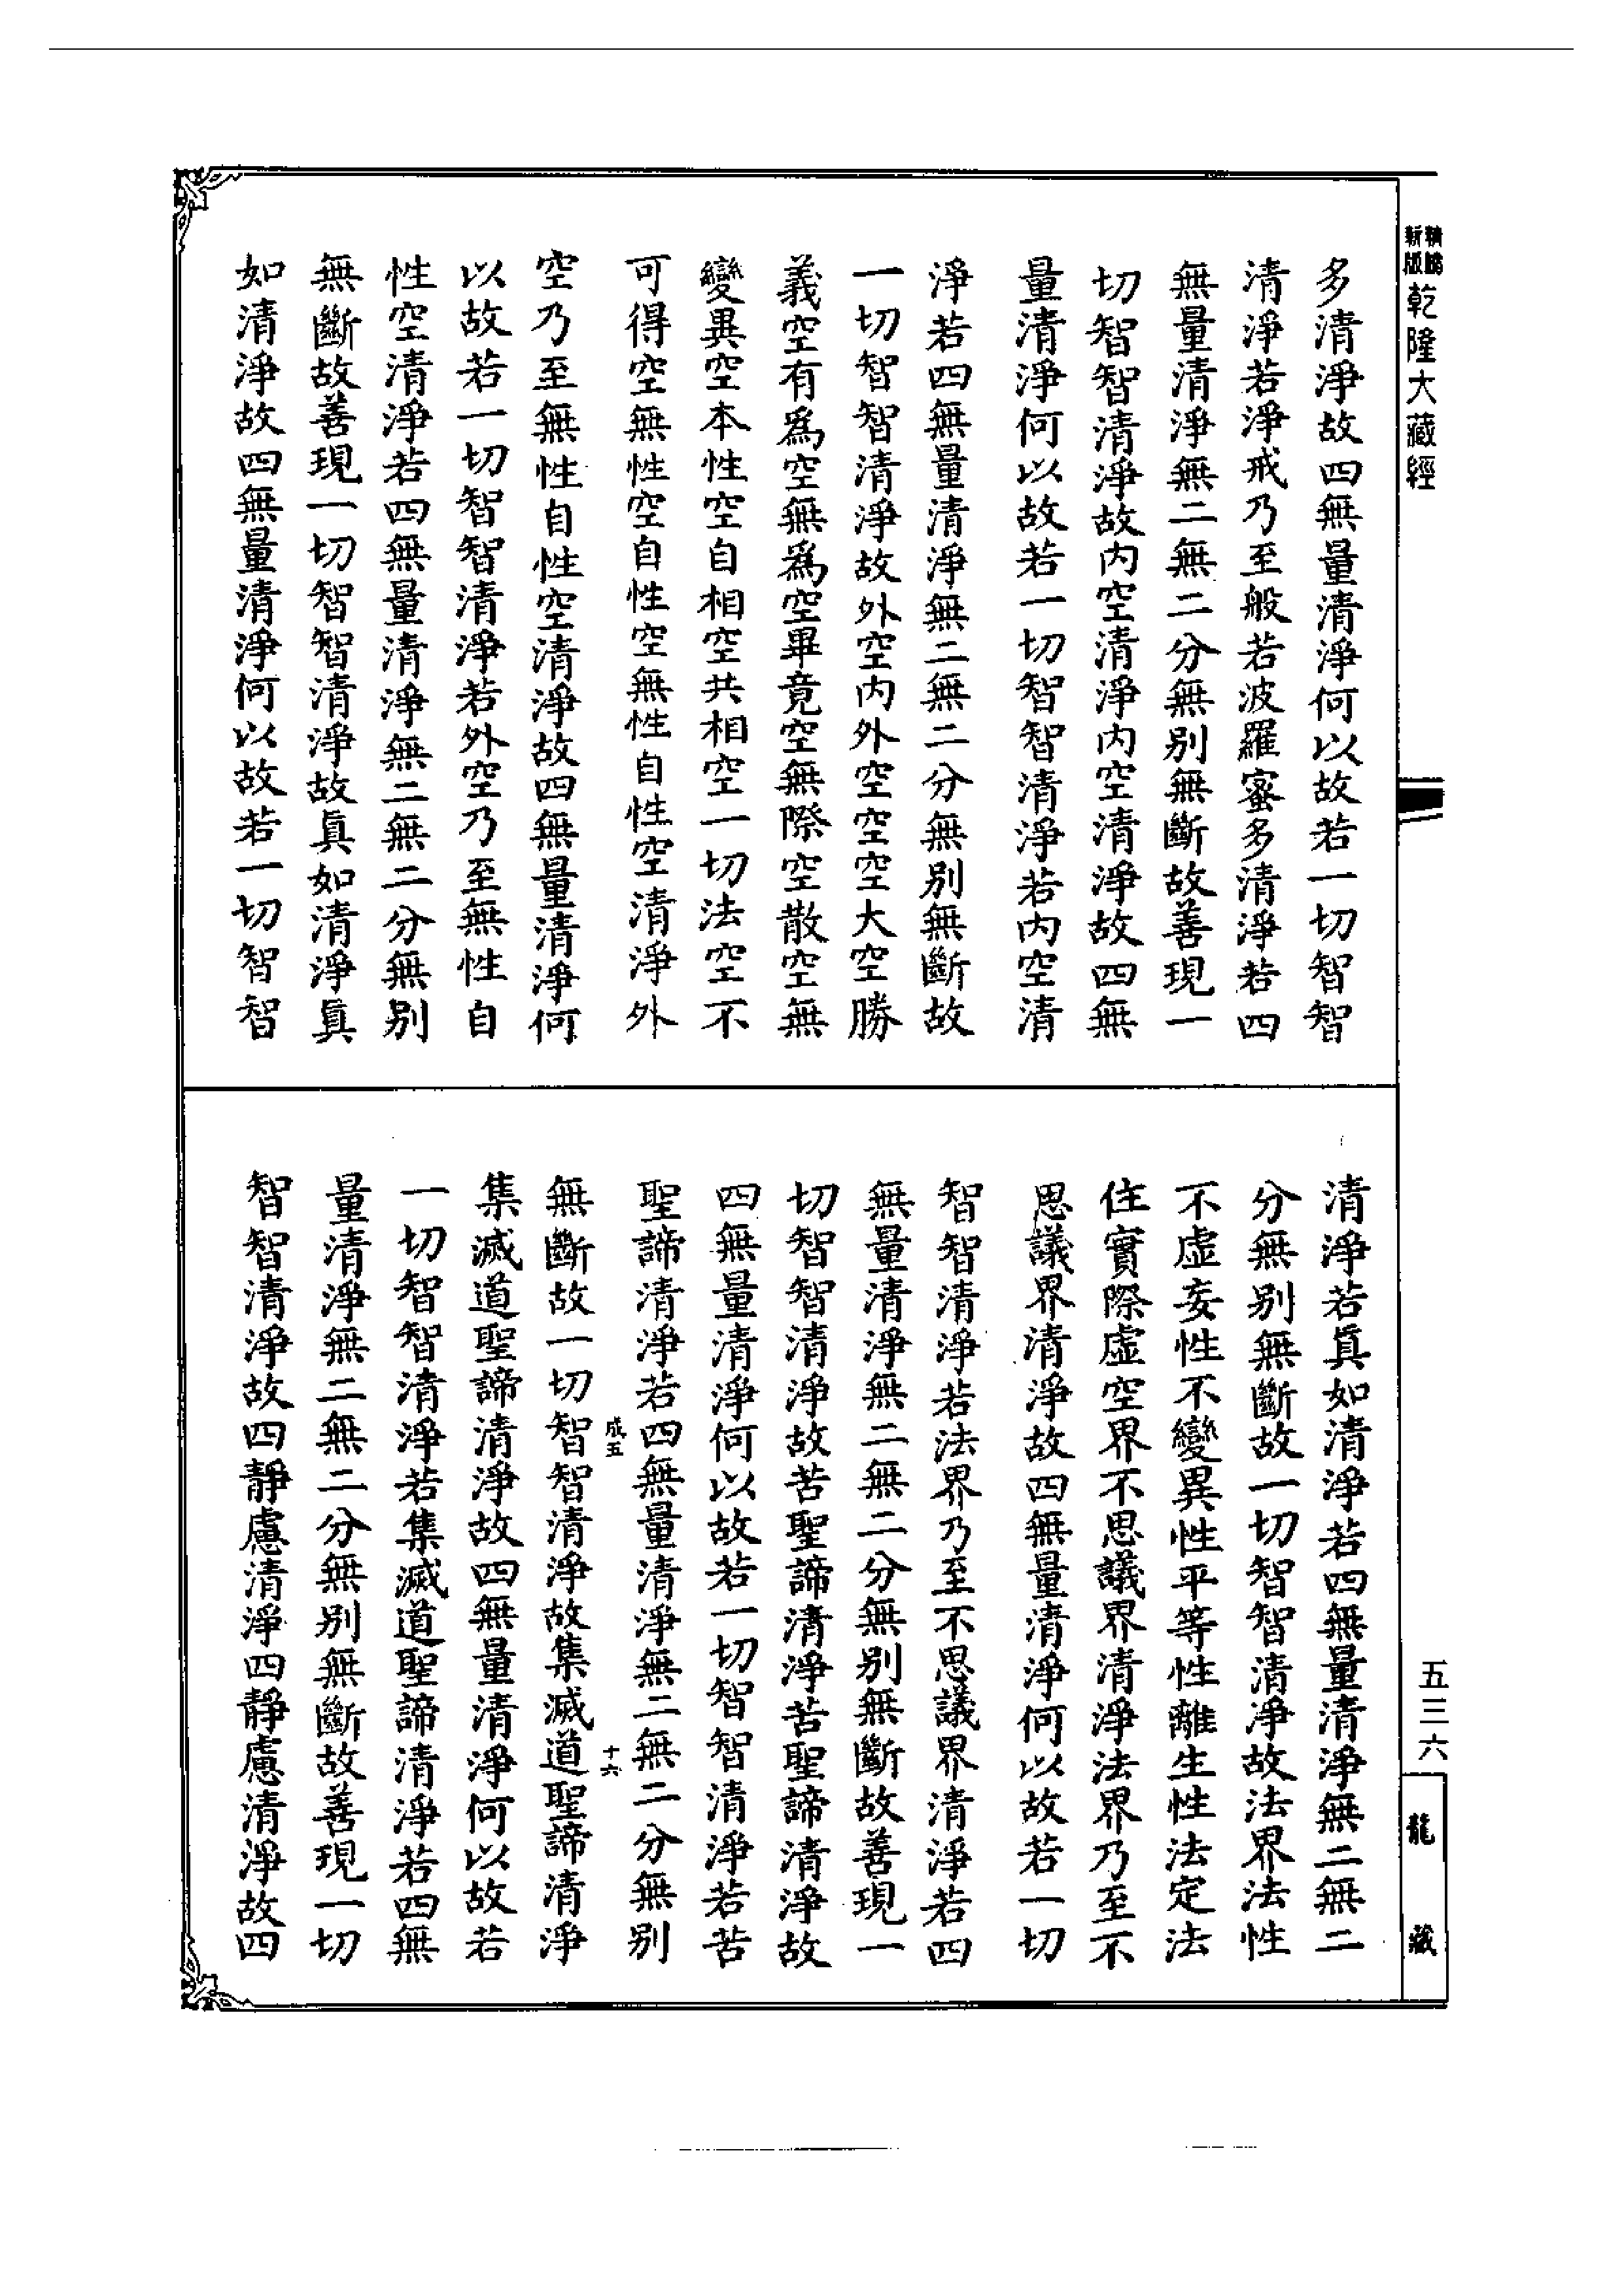 精鵰新版乾隆大藏經
多清淨故四無量清淨何以故若一切智智
清淨若淨戒乃至般若波羅蜜多清淨若四
無量清淨無二無二分無別無斷故善現一
切智智清淨故內空清淨內空清淨故四無
量清淨何以故若一切智智清淨若內空清
淨若四無量清淨無二無二分無別無斷故
一切智智清淨故外空內外空空空大空勝
義空有為空無為空畢竟空無際空散空無
變異空本性空自相空共相空一切法空不
可得空無性空自性空無性自性空清淨外
空乃至無性自性空清淨故四無量清淨何
以故若一切智智清淨若外空乃至無性自
性空清淨若四無量清淨無二無二分無別
無斷故善現一切智智清淨故真如清淨真
如清淨故四無量清淨何以故若一切智智
清淨若真如清淨若四無量清淨無二無二
分無別無斷故一切智智清淨故法界法性
不虛妄性不變異性平等性離生性法定法
住實際虛空界不思議界清淨法界乃至不
思議界清淨故四無量清淨何以故若一切
智智清淨若法界乃至不思議界清淨若四
無量清淨無二無二分無別無斷故善現一
切智智清淨故苦聖諦清淨苦聖諦清淨故
四無量清淨何以故若一切智智清淨若苦
聖諦清淨若四無量清淨無二無二分無別
成五 十六
無斷故一切智智清淨故集滅道聖諦清淨
集滅道聖諦清淨故四無量清淨何以故若
一切智智清淨若集滅道聖諦清淨若四無
量清淨無二無二分無別無斷故善現一切
智智清淨故四靜慮清淨四靜慮清淨故四
五三六
龍藏